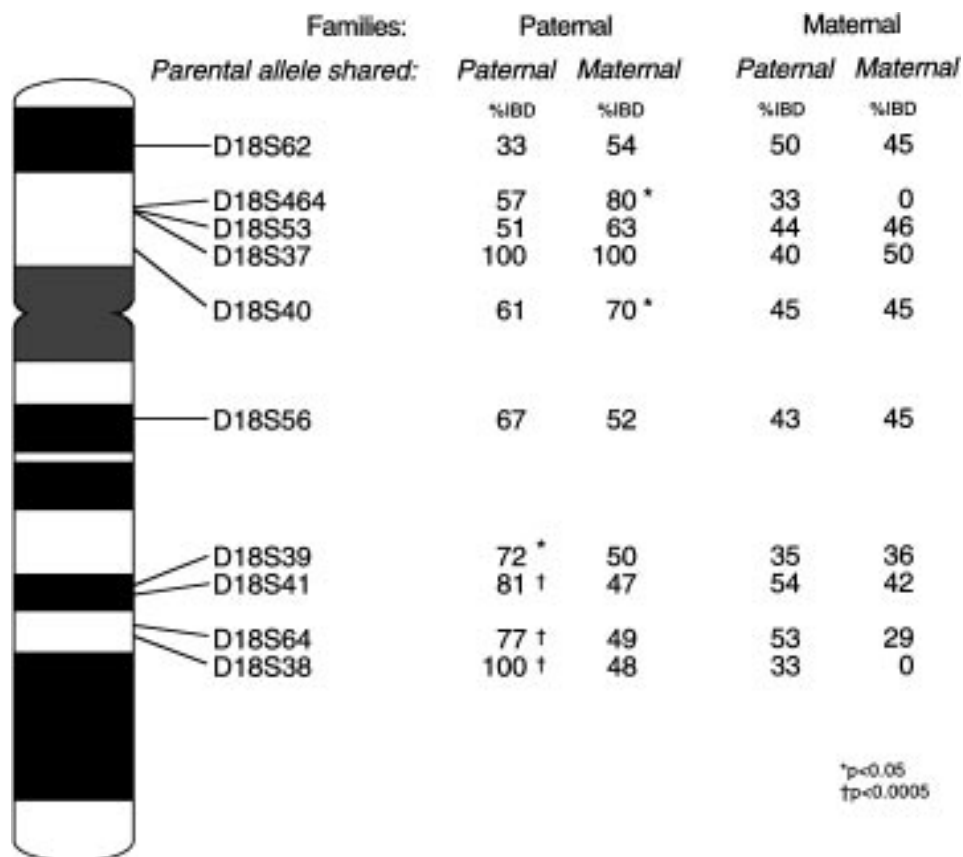 Families: Paternal Maternal
Parental allele shared: Paternal Maternal Paternal Maternal
%IBD %IBD %IBD %IBD
D18S62 33 54 50 45
D18S464 57 80 * 33 0
D18S53 51 63 44 46
D18S37 100 100 40 50
D18S40 61 70 * 45 45
D18S56 67 52 43 45
D18S39 72 * 50 35 36
D18S41 81 † 47 54 42
D18S64 77 † 49 53 29
D18S38 100 † 48 33 0
*p<0.05
†p<0.0005